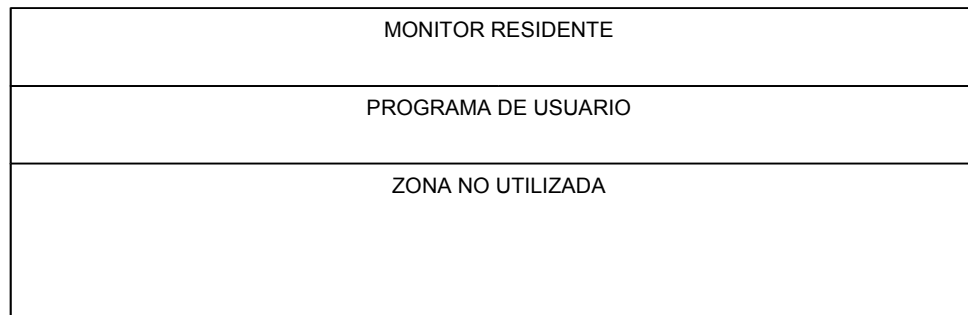 MONITOR RESIDENTE
PROGRAMA DE USUARIO
ZONA NO UTILIZADA